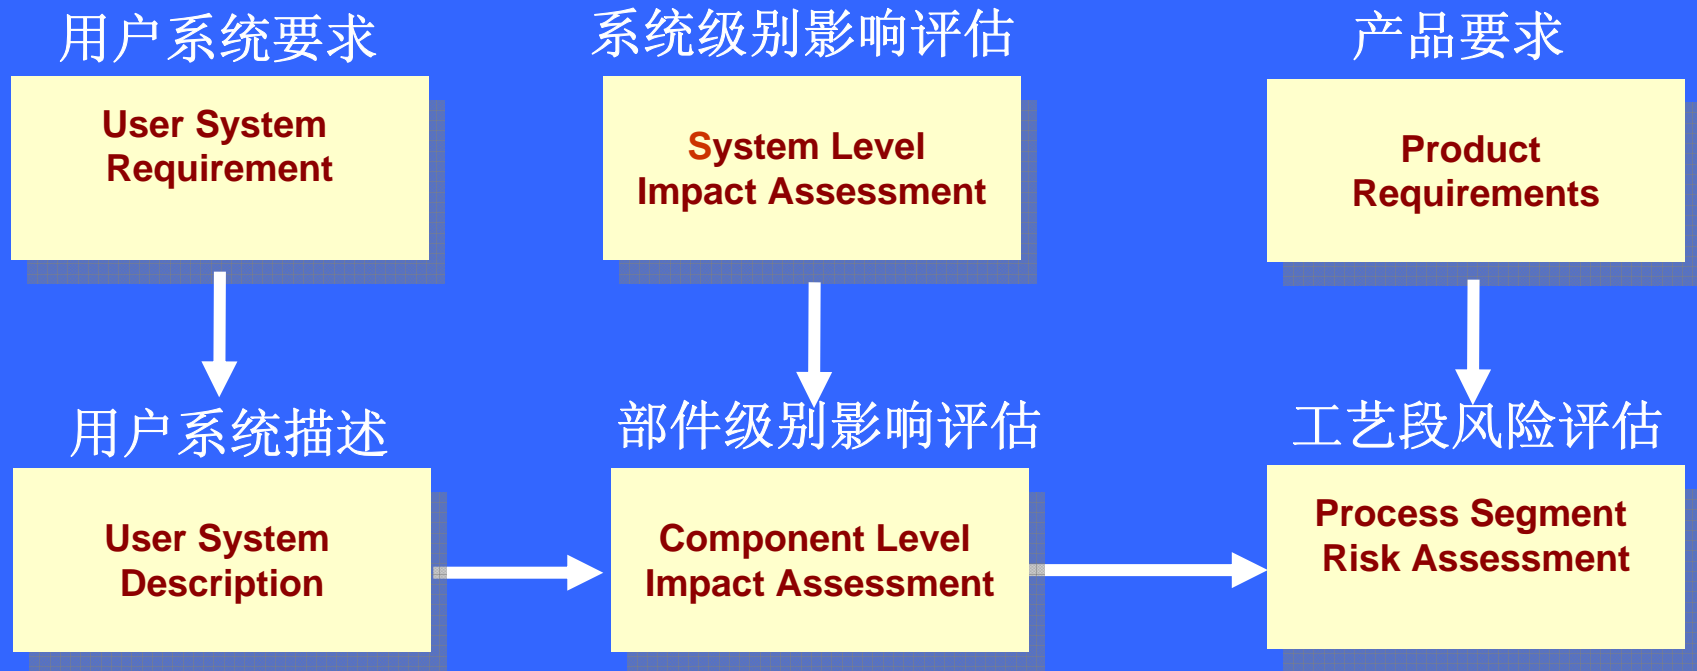 用户系统要求
User System
Requirement
系统级别影响评估
System Level
Impact Assessment
产品要求
Product
Requirements
用户系统描述
User System
Description
部件级别影响评估
Component Level
Impact Assessment
工艺段风险评估
Process Segment
Risk Assessment